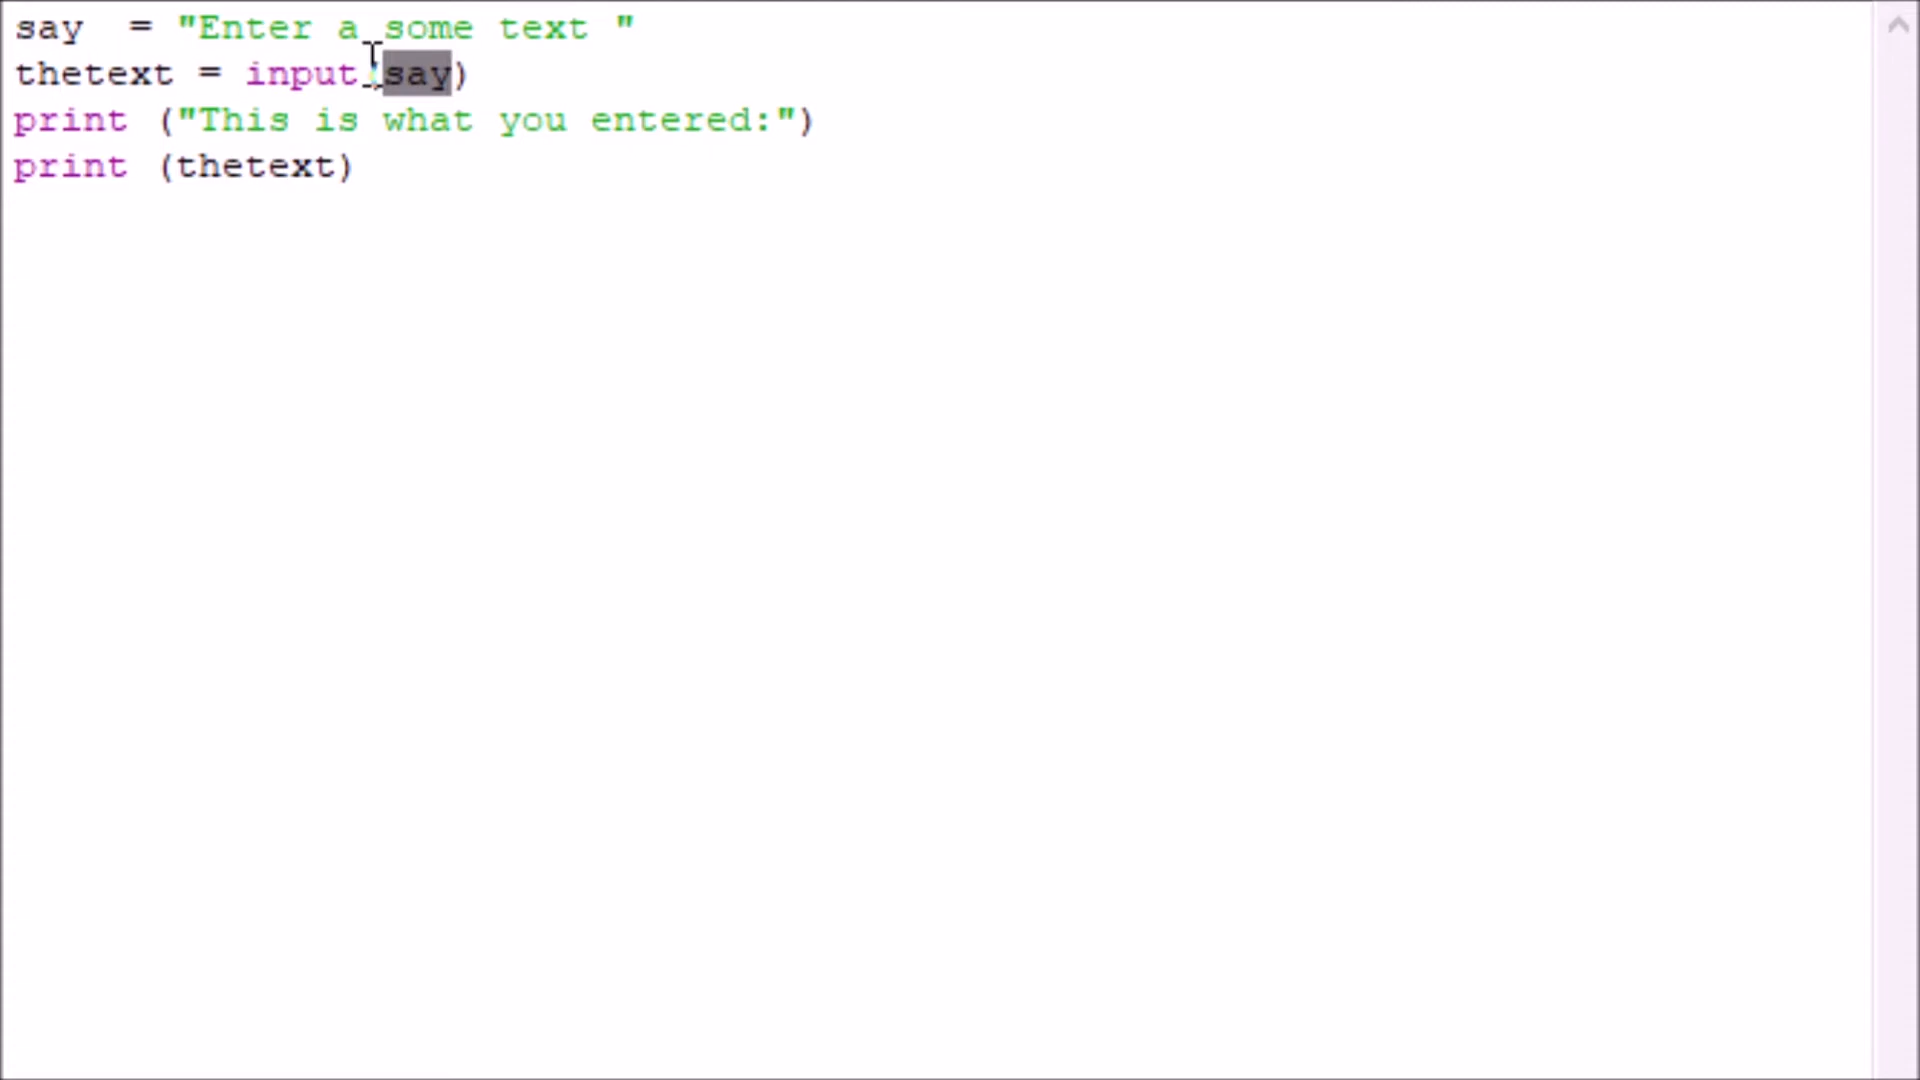 say  = "Enter a some text "
thetext = input(say)
print ("This is what you entered:")
print (thetext)